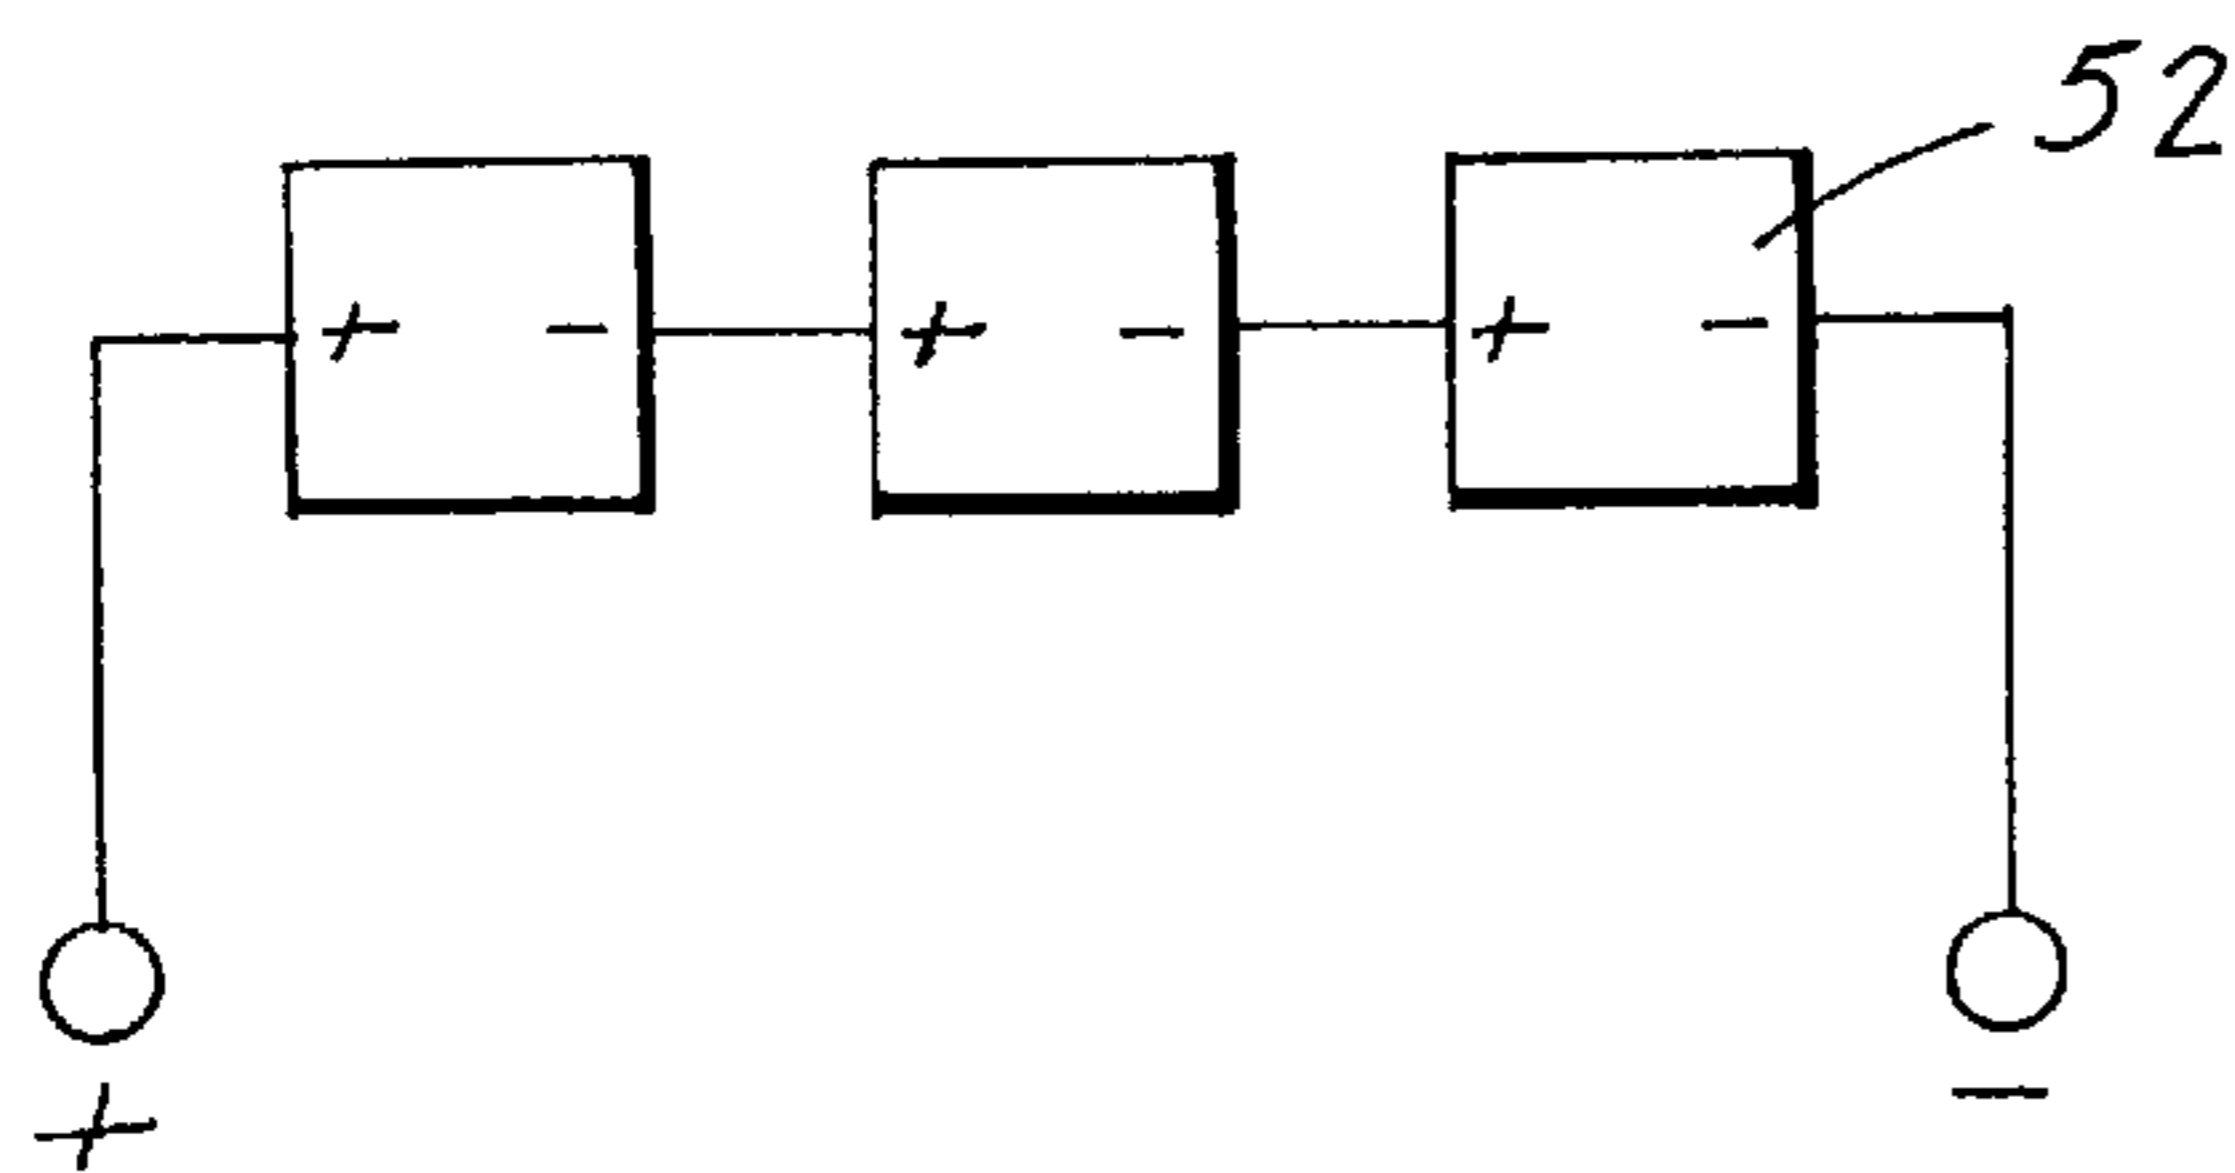 52
+ - + - + -
+ -